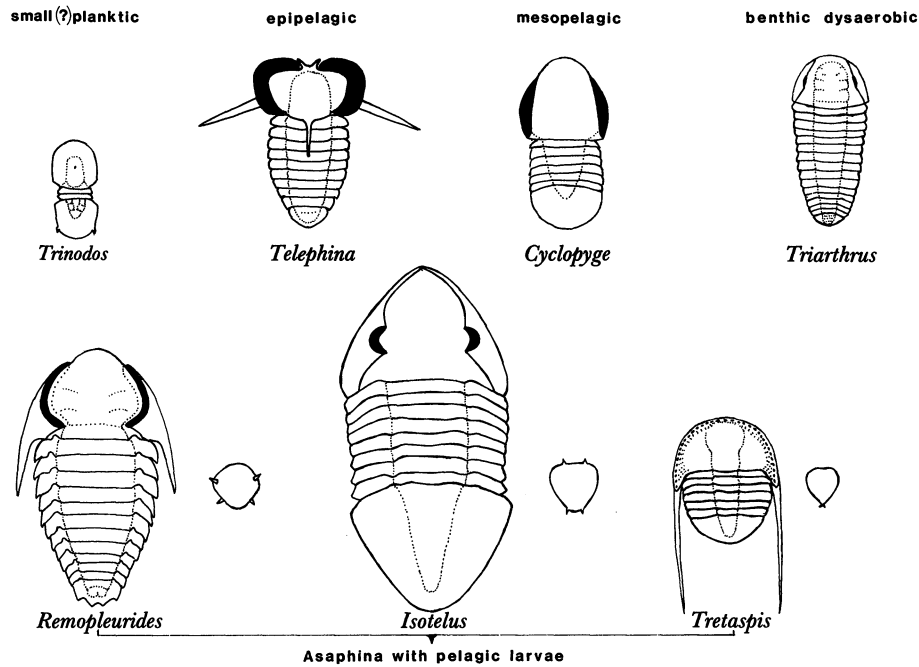 small(?)planktic epipelagic mesopelagic benthic dysaerobic
Trinodos Telephina Cyclopyge Triarthrus
Remopleurides Isotelus Tretaspis
Asaphina with pelagic larvae